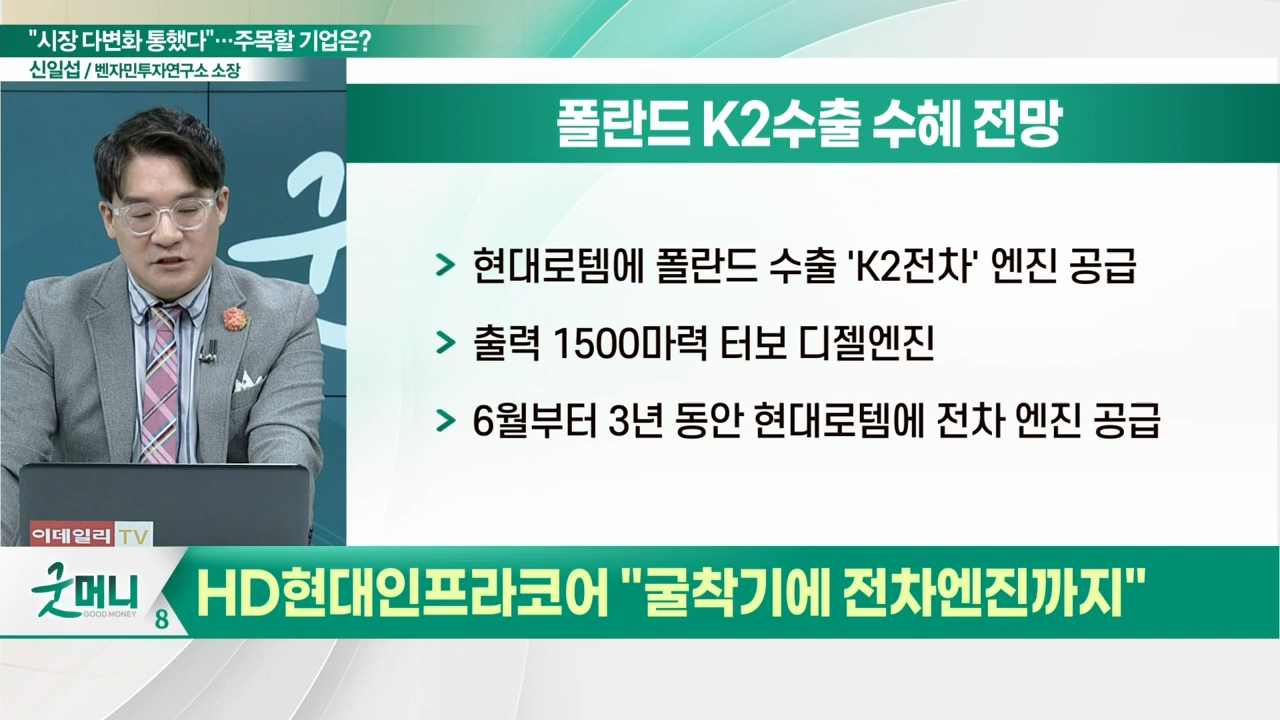 "시장 다변화 통했다"…주목할 기업은?
신일섭 / 벤자민투자연구소 소장
폴란드 K2수출 수혜 전망
> 현대로템에 폴란드 수출 'K2전차' 엔진 공급
> 출력 1500마력 터보 디젤엔진
> 6월부터 3년 동안 현대로템에 전차 엔진 공급
이데일리 TV
굿머니
GOOD MONEY
8
HD현대인프라코어 "굴착기에 전차엔진까지"